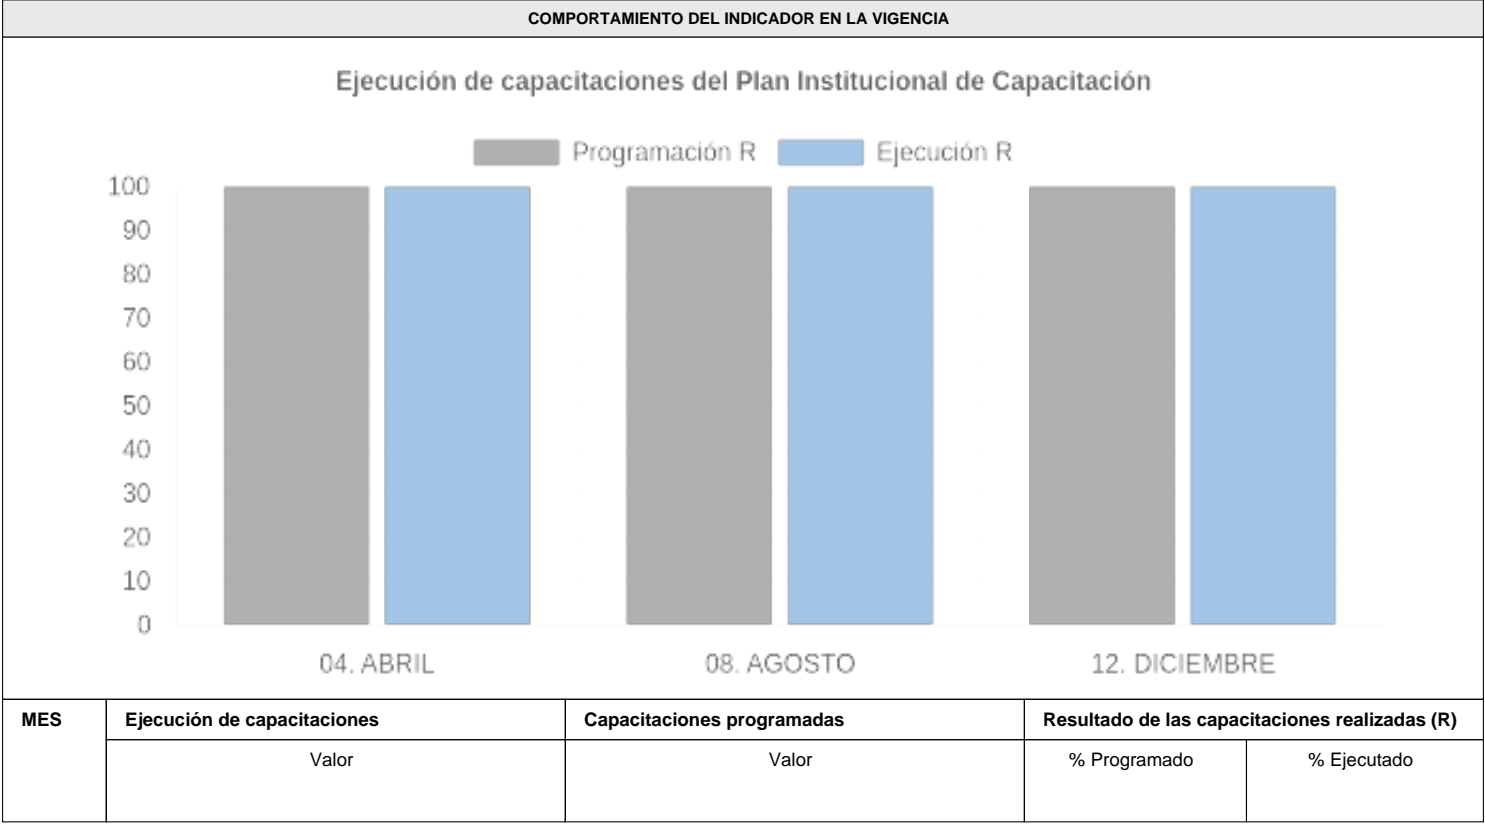 COMPORTAMIENTO DEL INDICADOR EN LA VIGENCIA
Ejecución de capacitaciones del Plan Institucional de Capacitación
Programación R Ejecución R
100
90
80
70
60
50
40
30
20
10
0
04. ABRIL 08. AGOSTO 12. DICIEMBRE
MES Ejecución de capacitaciones Capacitaciones programadas Resultado de las capacitaciones realizadas (R)
Valor Valor % Programado % Ejecutado